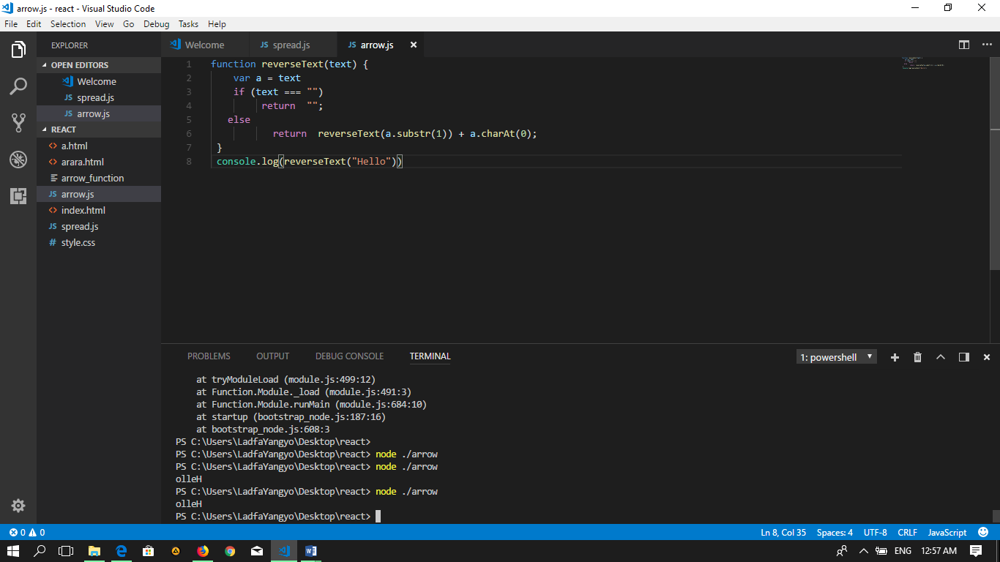 arrow.js - react - Visual Studio Code
File Edit Selection View Go Debug Tasks Help
EXPLORER
OPEN EDITORS
Welcome
JS spread.js
JS arrow.js
REACT
<> a.html
<> arara.html
arrow_function
JS arrow.js
<> index.html
JS spread.js
# style.css
Welcome JS spread.js JS arrow.js ×
1 function reverseText(text) {
2 var a = text
3 if (text === "")
4 return "";
5 else
6 return reverseText(a.substr(1)) + a.charAt(0);
7 }
8 console.log(reverseText("Hello"))
PROBLEMS OUTPUT DEBUG CONSOLE TERMINAL 1: powershell
at tryModuleLoad (module.js:499:12)
at Function.Module._load (module.js:491:3)
at Function.Module.runMain (module.js:684:10)
at startup (bootstrap_node.js:187:16)
at bootstrap_node.js:608:3
PS C:\Users\LadfaYangyo\Desktop\react>
PS C:\Users\LadfaYangyo\Desktop\react> node ./arrow
PS C:\Users\LadfaYangyo\Desktop\react> node ./arrow
olleH
PS C:\Users\LadfaYangyo\Desktop\react> node ./arrow
olleH
PS C:\Users\LadfaYangyo\Desktop\react>
0 0 Ln 8, Col 35 Spaces: 4 UTF-8 CRLF JavaScript
ENG 12:57 AM